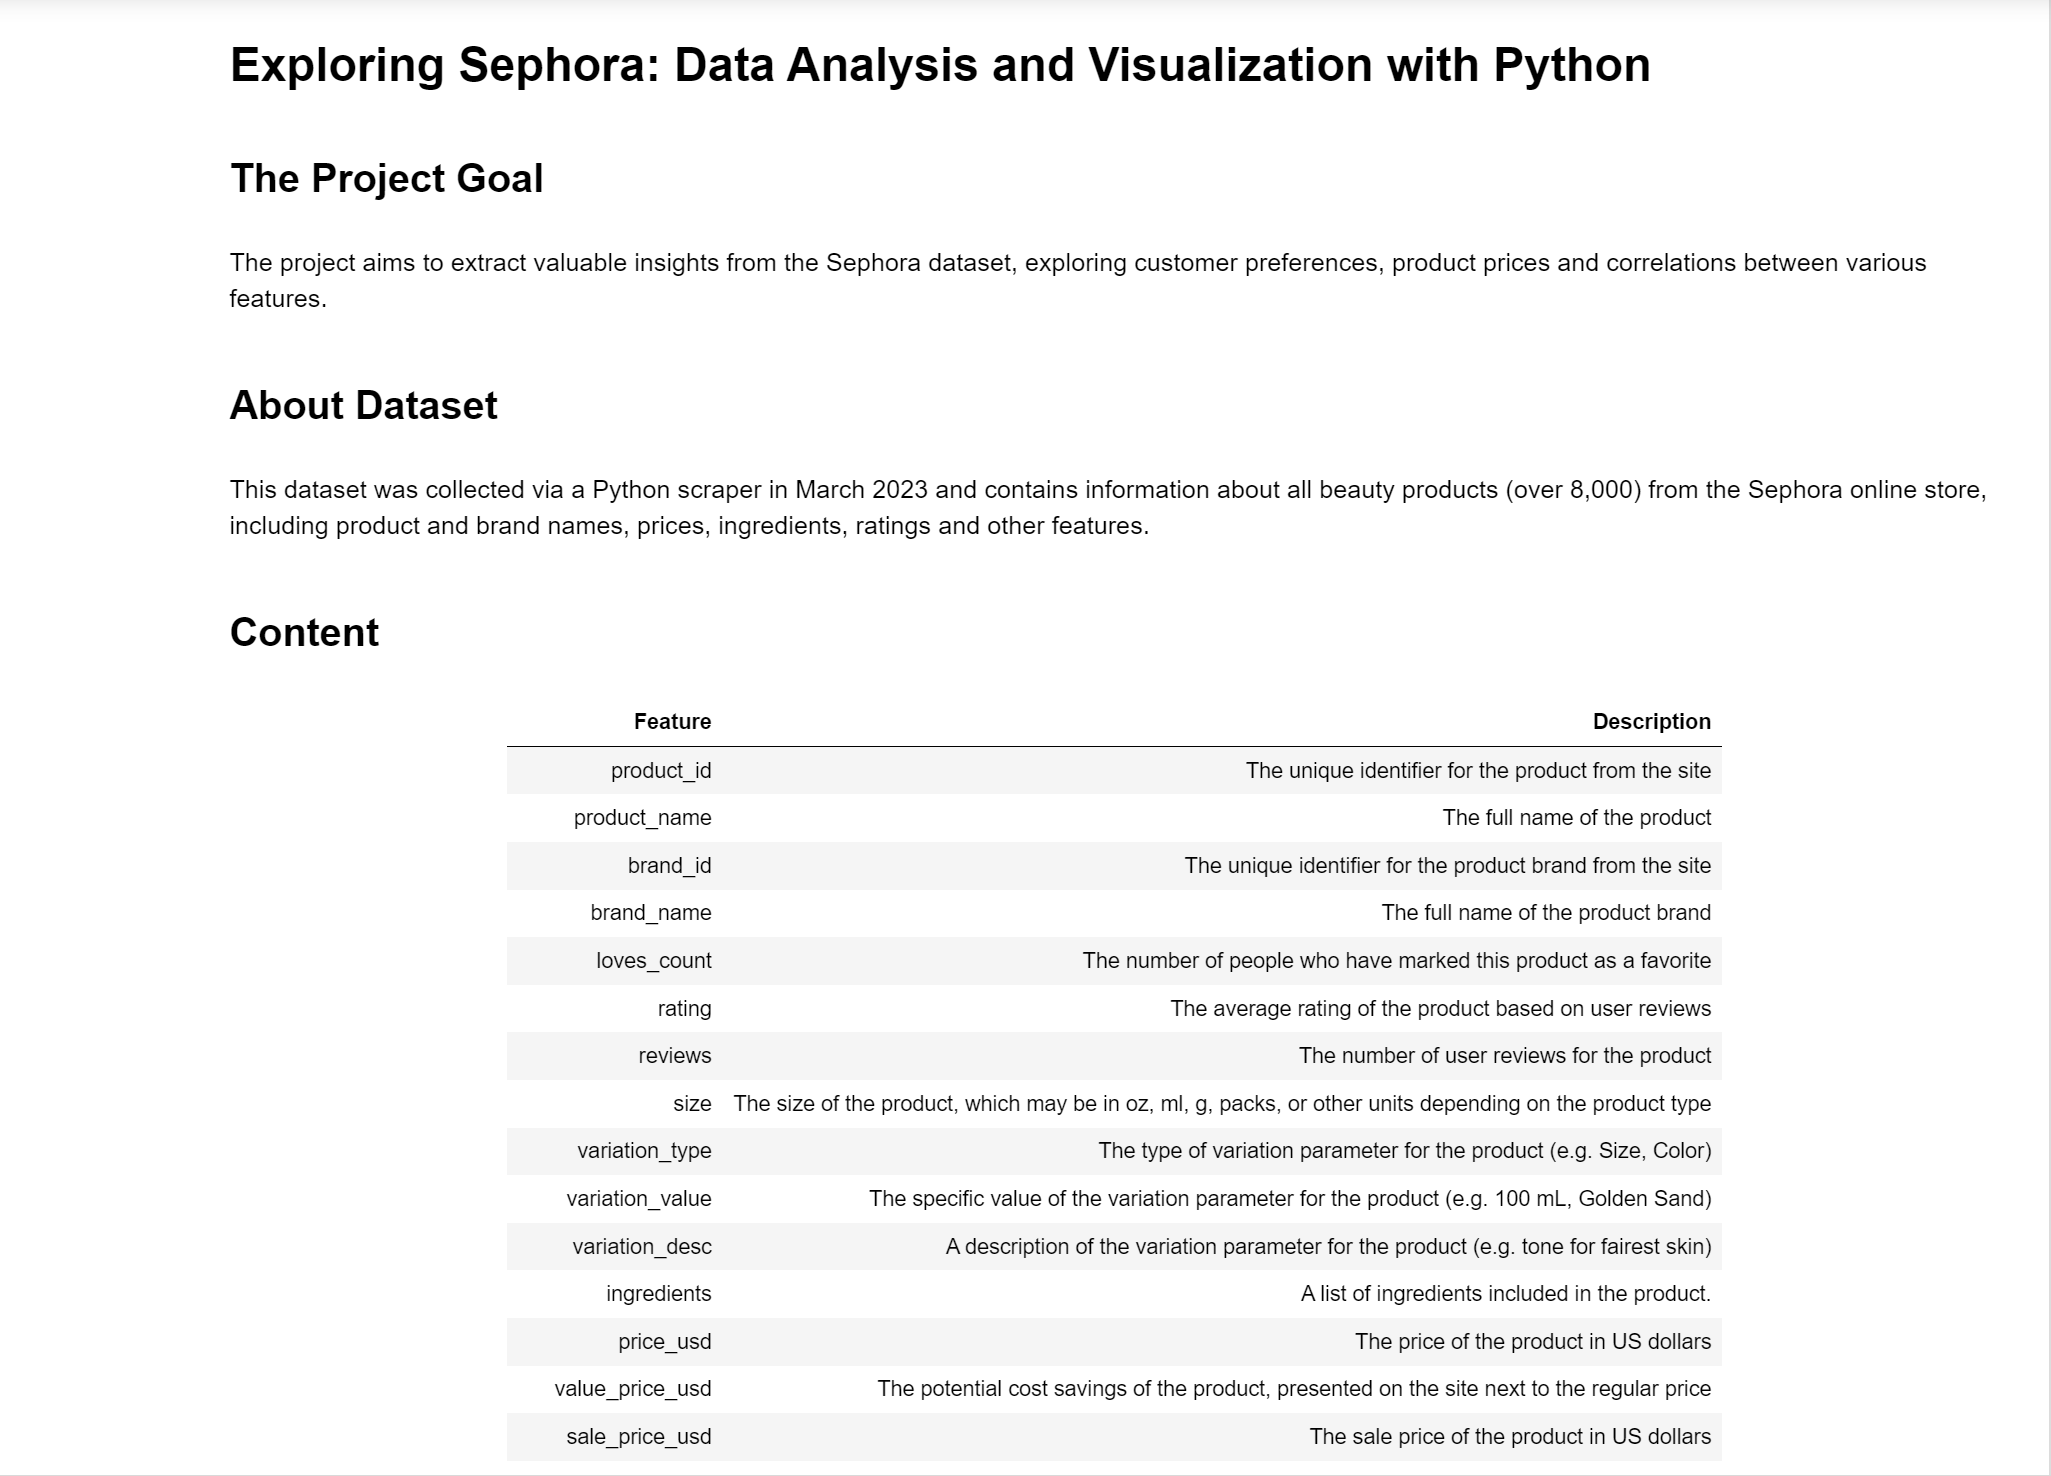 Exploring Sephora: Data Analysis and Visualization with Python
The Project Goal
The project aims to extract valuable insights from the Sephora dataset, exploring customer preferences, product prices and correlations between various
features.
About Dataset
This dataset was collected via a Python scraper in March 2023 and contains information about all beauty products (over 8,000) from the Sephora online store,
including product and brand names, prices, ingredients, ratings and other features.
Content
Feature Description
product_id The unique identifier for the product from the site
product_name The full name of the product
brand_id The unique identifier for the product brand from the site
brand_name The full name of the product brand
loves_count The number of people who have marked this product as a favorite
rating The average rating of the product based on user reviews
reviews The number of user reviews for the product
size The size of the product, which may be in oz, ml, g, packs, or other units depending on the product type
variation_type The type of variation parameter for the product (e.g. Size, Color)
variation_value The specific value of the variation parameter for the product (e.g. 100 mL, Golden Sand)
variation_desc A description of the variation parameter for the product (e.g. tone for fairest skin)
ingredients A list of ingredients included in the product.
price_usd The price of the product in US dollars
value_price_usd The potential cost savings of the product, presented on the site next to the regular price
sale_price_usd The sale price of the product in US dollars